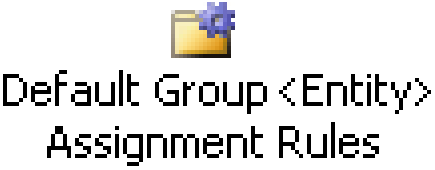 Default Group <Entity>
Assignment Rules